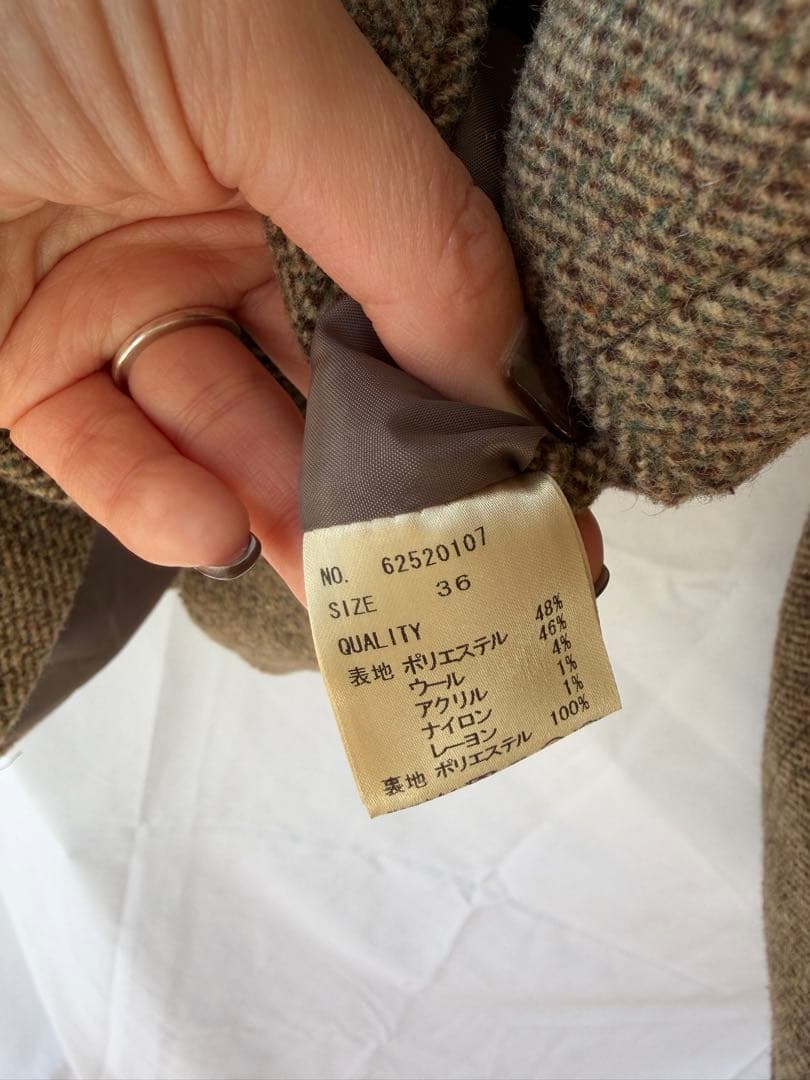 NO. 62520107
SIZE 36
QUALITY
表地 ポリエステル 48%
ウール 46%
アクリル 4%
ナイロン 1%
レーヨン 1%
裏地 ポリエステル 100%